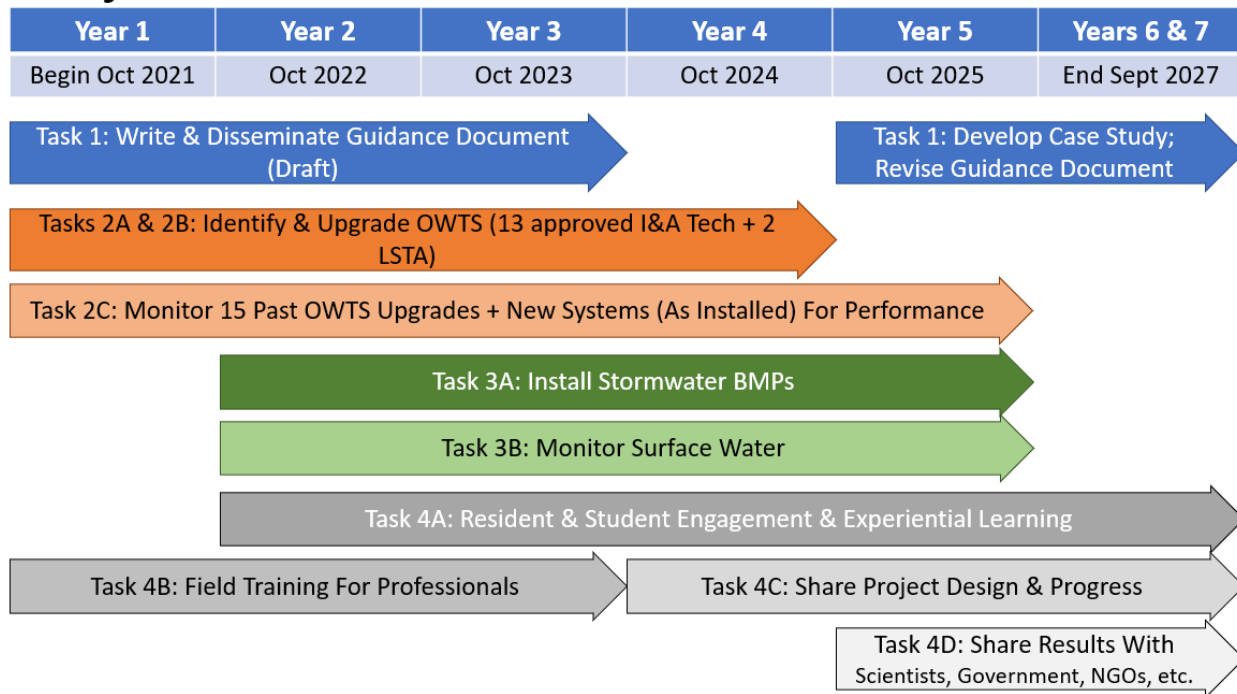 Year 1 Year 2 Year 3 Year 4 Year 5 Years 6 & 7
Begin Oct 2021 Oct 2022 Oct 2023 Oct 2024 Oct 2025 End Sept 2027
Task 1: Write & Disseminate Guidance Document
(Draft)
Task 1: Develop Case Study;
Revise Guidance Document
Tasks 2A & 2B: Identify & Upgrade OWTS (13 approved I&A Tech + 2
LSTA)
Task 2C: Monitor 15 Past OWTS Upgrades + New Systems (As Installed) For Performance
Task 3A: Install Stormwater BMPs
Task 3B: Monitor Surface Water
Task 4A: Resident & Student Engagement & Experiential Learning
Task 4B: Field Training For Professionals
Task 4C: Share Project Design & Progress
Task 4D: Share Results With
Scientists, Government, NGOs, etc.